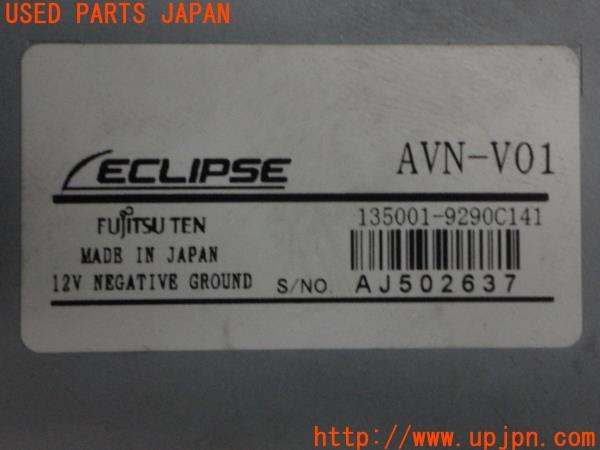 USED PARTS JAPAN
ECLIPSE
AVN-V01
FUJITSU TEN
135001-9290C141
MADE IN JAPAN
12V NEGATIVE GROUND
S/NO. AJ502637
http://www.upjpn.com/